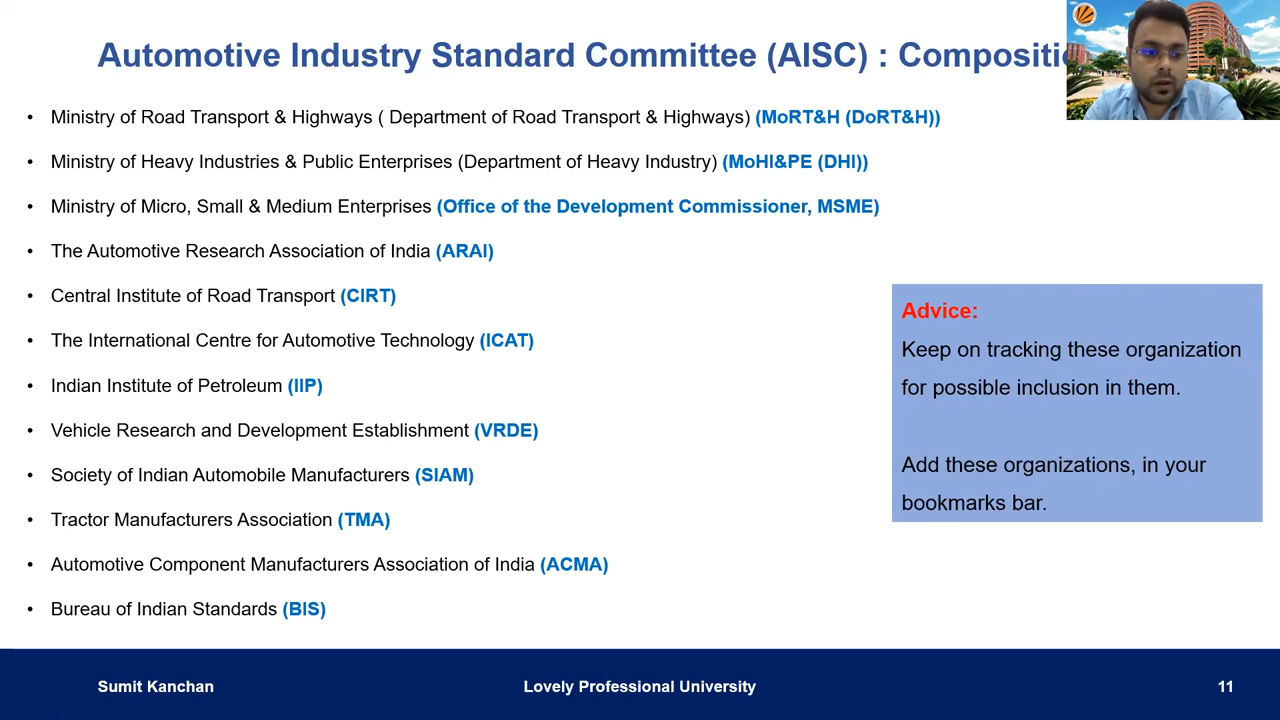 Automotive Industry Standard Committee (AISC) : Compositi
• Ministry of Road Transport & Highways ( Department of Road Transport & Highways) (MoRT&H (DoRT&H))
• Ministry of Heavy Industries & Public Enterprises (Department of Heavy Industry) (MoHI&PE (DHI))
• Ministry of Micro, Small & Medium Enterprises (Office of the Development Commissioner, MSME)
• The Automotive Research Association of India (ARAI)
• Central Institute of Road Transport (CIRT)
• The International Centre for Automotive Technology (ICAT)
• Indian Institute of Petroleum (IIP)
• Vehicle Research and Development Establishment (VRDE)
• Society of Indian Automobile Manufacturers (SIAM)
• Tractor Manufacturers Association (TMA)
• Automotive Component Manufacturers Association of India (ACMA)
• Bureau of Indian Standards (BIS)
Advice:
Keep on tracking these organization
for possible inclusion in them.
Add these organizations, in your
bookmarks bar.
Sumit Kanchan
Lovely Professional University
11